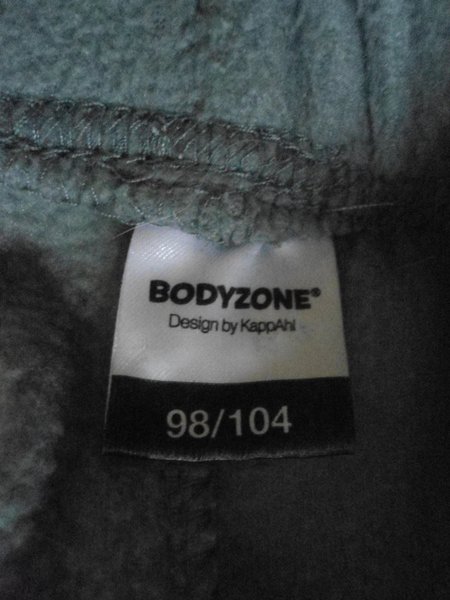 BODYZONE®
Design by KappAhl
98/104